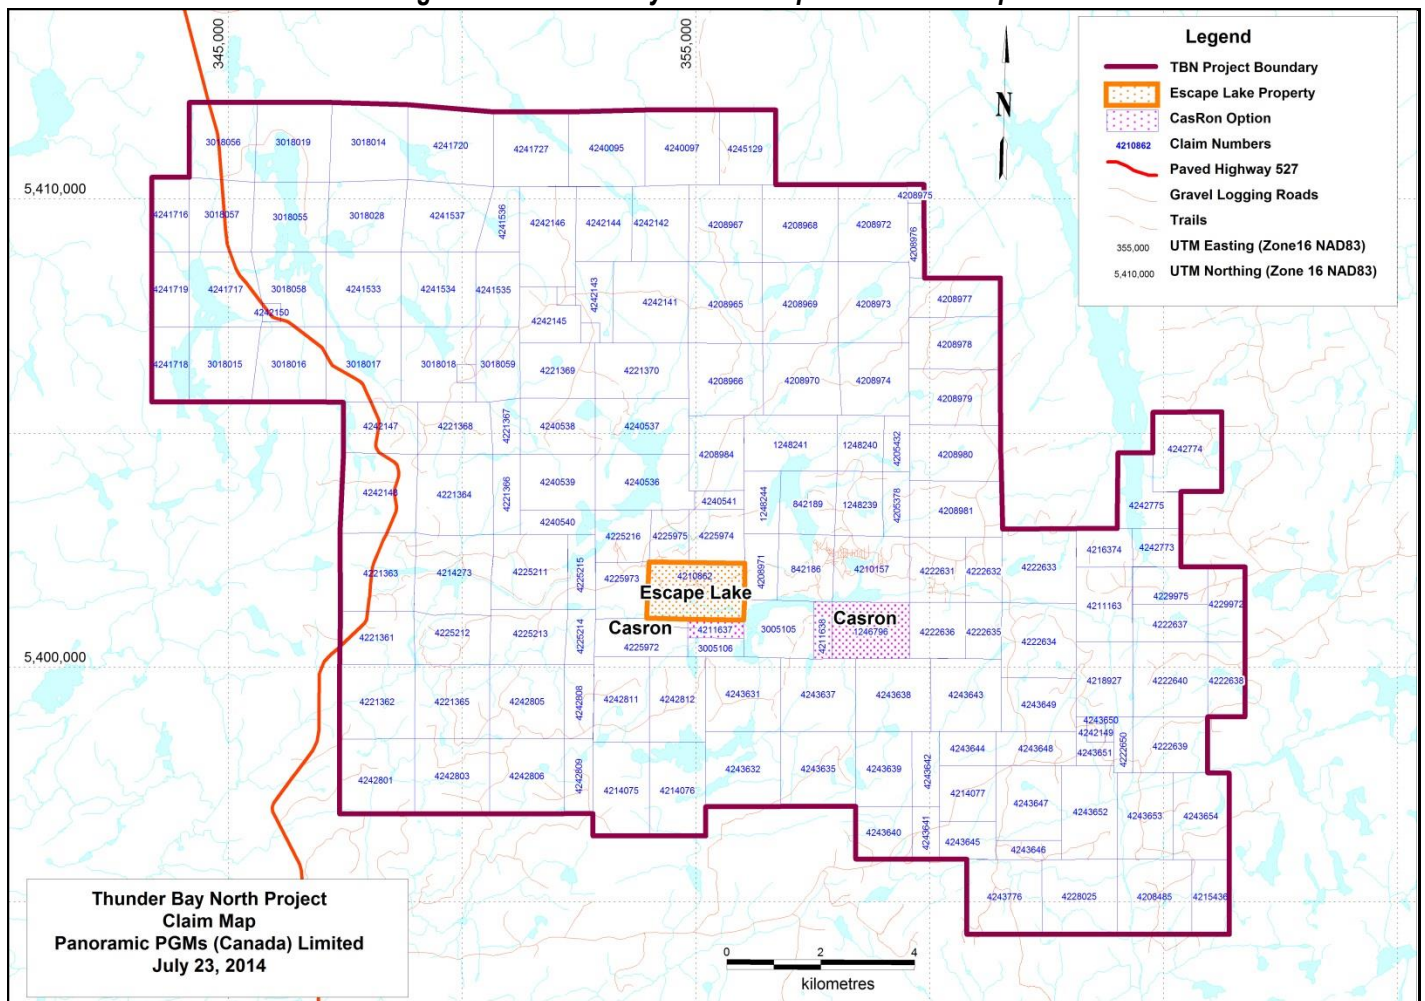 345,000
355,000
Legend
TBN Project Boundary
Escape Lake Property
CasRon Option
4210862 Claim Numbers
Paved Highway 527
Gravel Logging Roads
Trails
355,000 UTM Easting (Zone16 NAD83)
5,410,000 UTM Northing (Zone 16 NAD83)
N
3018056 3018019 3018014 4241720 4241727 4240095 4240097 4245129
5,410,000
4208975
4241716 3018057 3018055 3018028 4241537 4241536 4242146 4242144 4242142 4208967 4208968 4208972 4208976
4241719 4241717 3018058 4241533 4241534 4241535 4242143 4242141 4208965 4208969 4208973 4208977
4242150 4242145
4208978
4241718 3018015 3018016 3018017 3018018 3018059 4221369 4221370 4208966 4208970 4208974
4208979
4242147 4221368 4221367 4240538 4240537
4208984 1248241 1248240 4205432 4208980 4242774
4242148 4221364 4221366 4240539 4240536
4240541 1248244 842189 1248239 4205378 4208981 4242775
4240540
4225216 4225975 4225974 4216374 4242773
4221363 4214273 4225211 4225215 4225973 4210862 4208971 842186 4210157 4222631 4222632 4222633
Escape Lake
4211163 4229975 4229972
4222637
Casron Casron
4221361 4225212 4225213 4225214 4211637 3005105 4211638 1246796 4222636 4222635 4222634
4225972 3005106
5,400,000
4221362 4221365 4242805 4242808 4242811 4242812 4243631 4243637 4243638 4243643 4243649 4218927 4222640 4222638
4243650
4242149
4243644 4243648 4243651 4222650 4222639
4242801 4242803 4242806 4242809 4214075 4214076 4243632 4243635 4243639 4243642
4214077 4243647 4243652 4243653 4243654
4243640 4243641 4243645 4243646
4243776 4228025 4208485 4215436
Thunder Bay North Project
Claim Map
Panoramic PGMs (Canada) Limited
July 23, 2014
0 2 4
kilometres